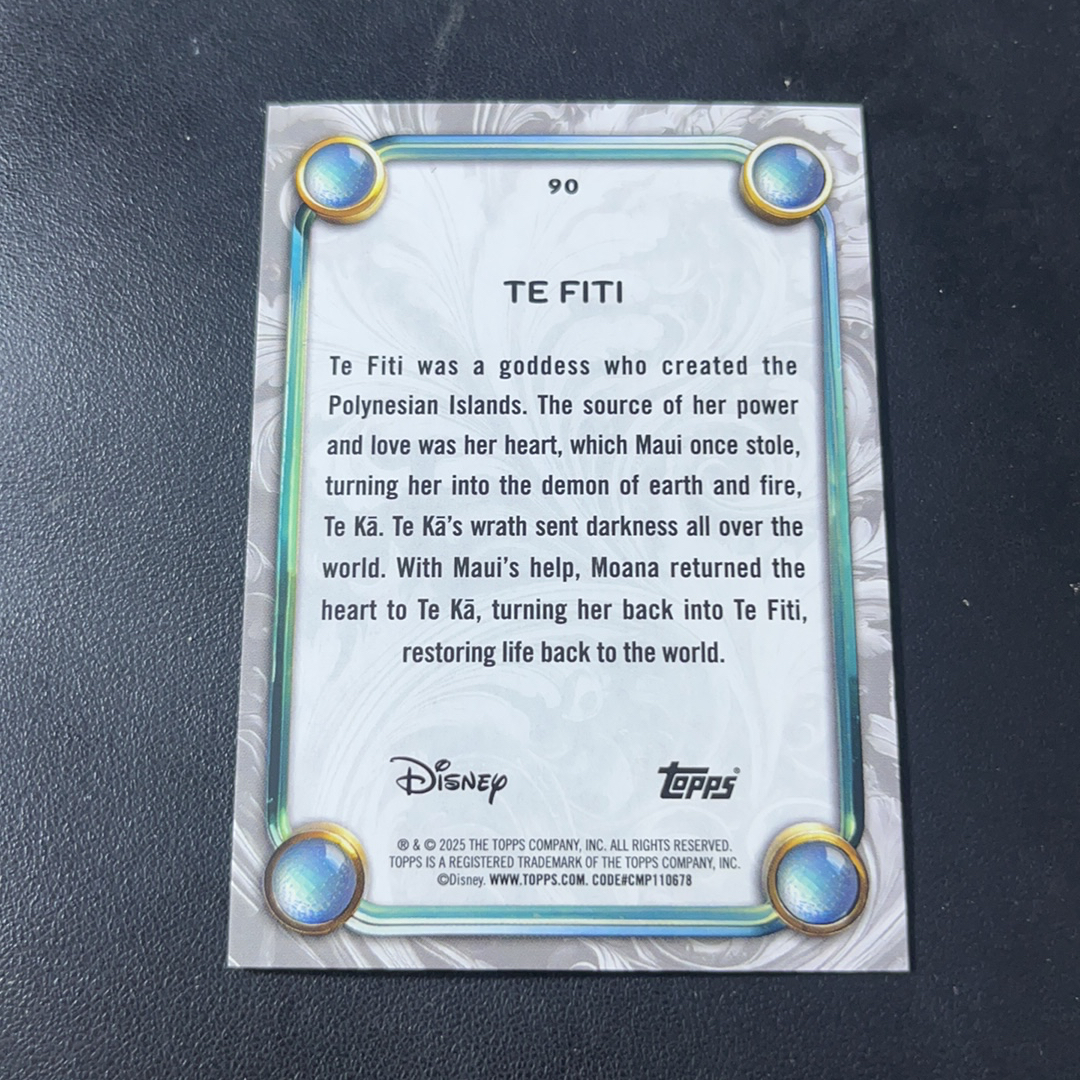 90
TE FITI
Te Fiti was a goddess who created the
Polynesian Islands. The source of her power
and love was her heart, which Maui once stole,
turning her into the demon of earth and fire,
Te Kā. Te Kā's wrath sent darkness all over the
world. With Maui's help, Moana returned the
heart to Te Kā, turning her back into Te Fiti,
restoring life back to the world.
Disney topps®
® & © 2025 THE TOPPS COMPANY, INC. ALL RIGHTS RESERVED.
TOPPS IS A REGISTERED TRADEMARK OF THE TOPPS COMPANY, INC.
©Disney. WWW.TOPPS.COM. CODE#CMP110678